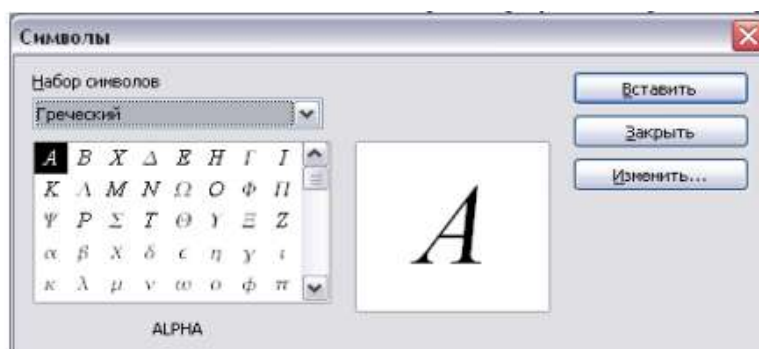 Символы
Набор символов
Греческий
Вставить
Закрыть
Изменить...
Α Β Χ Δ Ε Η Γ Ι
Κ Λ Μ Ν Ω Ο Φ Π
Ψ Ρ Σ Τ Θ Υ Ξ Ζ
α β χ δ ϵ η γ ι
κ λ μ ν ω ο ϕ π
Α
ALPHA